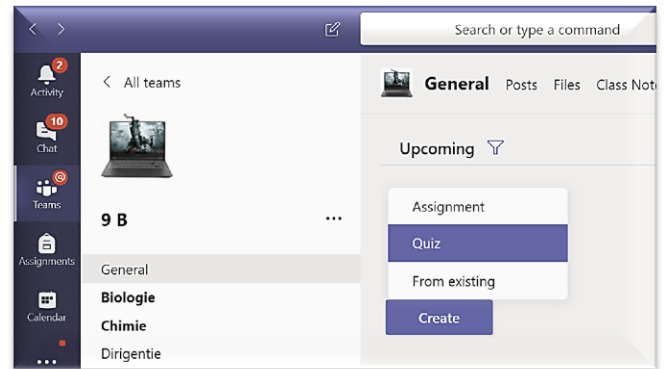 Search or type a command
2
Activity
10
Chat
@
Teams
Assignments
Calendar
All teams
9 B
General
Biologie
Chimie
Dirigentie
General Posts Files Class Not
Upcoming
Assignment
Quiz
From existing
Create